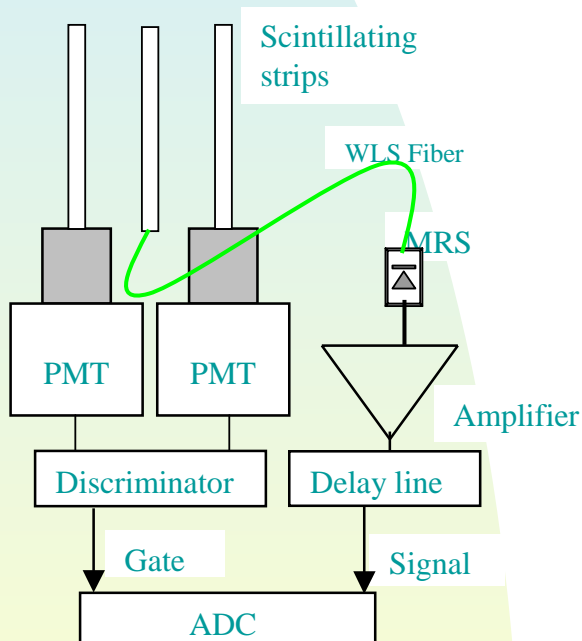 Scintillating
strips
WLS Fiber
MRS
PMT
PMT
Amplifier
Discriminator
Delay line
Gate
Signal
ADC